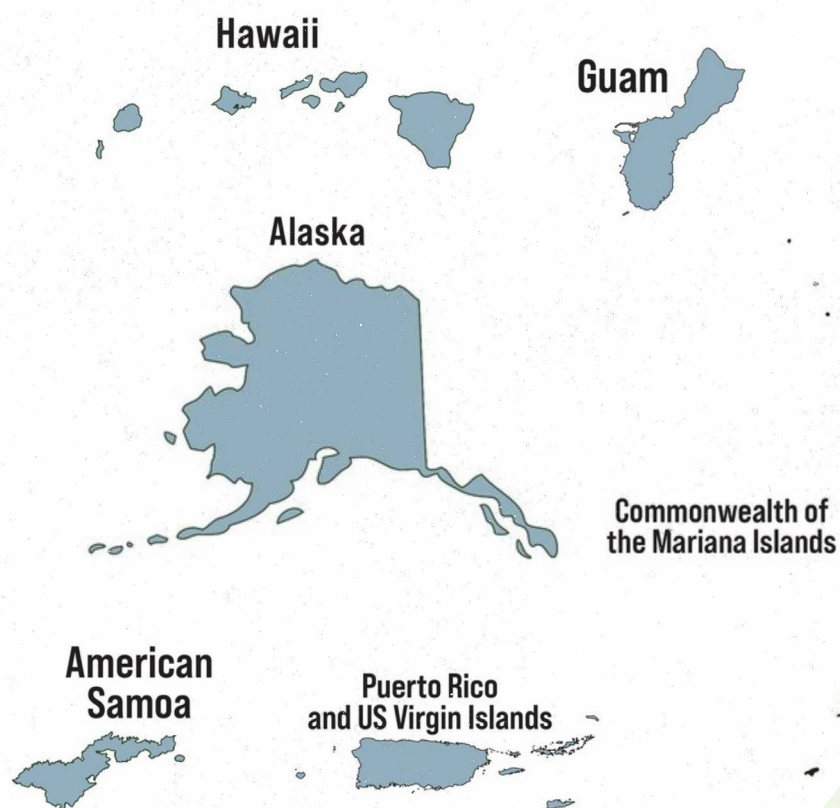 Hawaii
Guam
Alaska
Commonwealth of
the Mariana Islands
American
Samoa
Puerto Rico
and US Virgin Islands